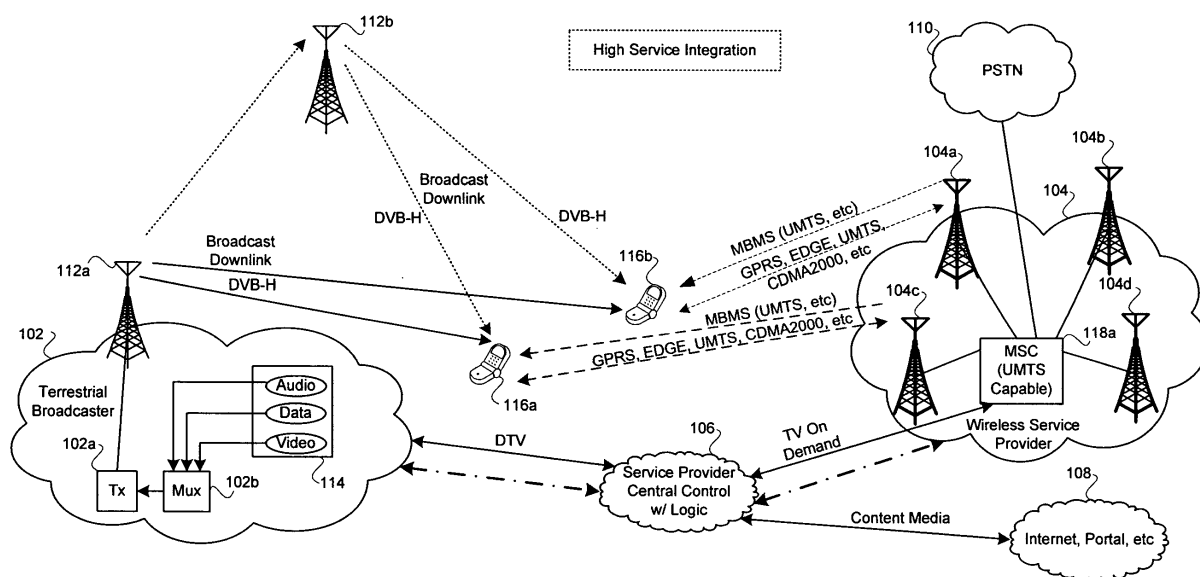 112b
High Service Integration
110
PSTN
104b
104a
104
Broadcast
Downlink
DVB-H
DVB-H
MBMS (UMTS, etc)
GPRS, EDGE, UMTS,
CDMA2000, etc
Broadcast
Downlink
112a
DVB-H
116b
104c
104d
MBMS (UMTS, etc)
GPRS, EDGE, UMTS, CDMA2000, etc
118a
MSC
(UMTS
Capable)
102
Terrestrial
Broadcaster
Audio
Data
Video
116a
Wireless Service
Provider
102a
Tx
Mux
102b
114
DTV
106
TV On
Demand
Service Provider
Central Control
w/ Logic
108
Content Media
Internet, Portal, etc